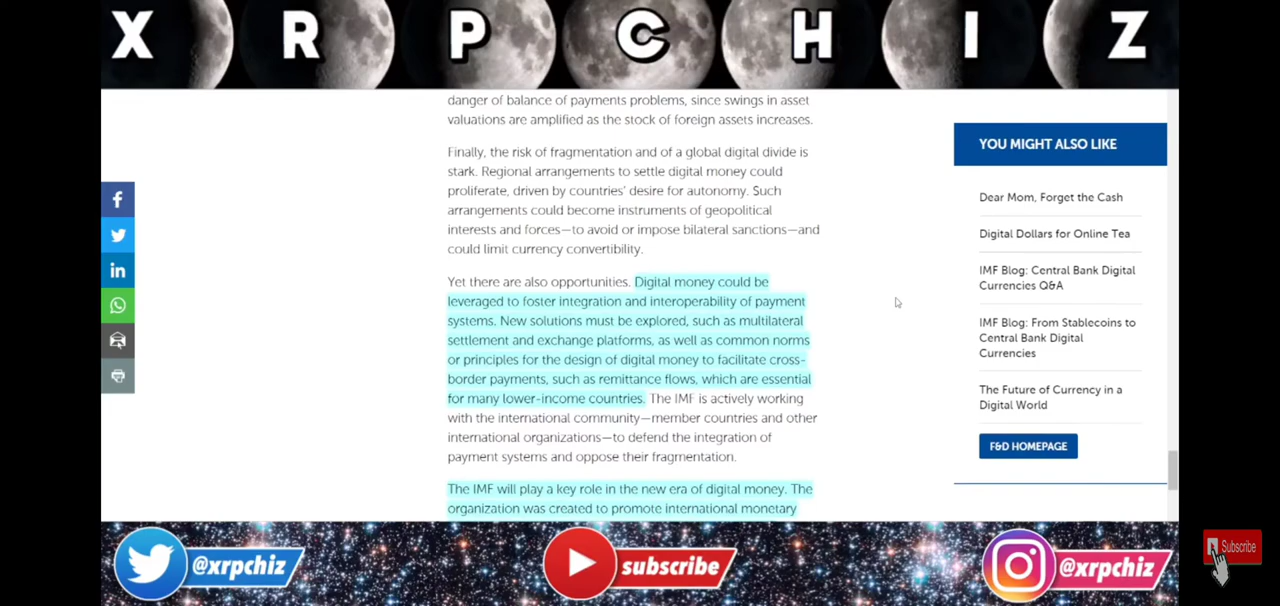 X R P C H I Z
danger of balance of payments problems, since swings in asset
valuations are amplified as the stock of foreign assets increases.
Finally, the risk of fragmentation and of a global digital divide is
stark. Regional arrangements to settle digital money could
proliferate, driven by countries' desire for autonomy. Such
arrangements could become instruments of geopolitical
interests and forces—to avoid or impose bilateral sanctions—and
could limit currency convertibility.
Yet there are also opportunities. Digital money could be
leveraged to foster integration and interoperability of payment
systems. New solutions must be explored, such as multilateral
settlement and exchange platforms, as well as common norms
or principles for the design of digital money to facilitate cross-
border payments, such as remittance flows, which are essential
for many lower-income countries. The IMF is actively working
with the international community—member countries and other
international organizations—to defend the integration of
payment systems and oppose their fragmentation.
The IMF will play a key role in the new era of digital money. The
organization was created to promote international monetary
YOU MIGHT ALSO LIKE
Dear Mom, Forget the Cash
Digital Dollars for Online Tea
IMF Blog: Central Bank Digital
Currencies Q&A
IMF Blog: From Stablecoins to
Central Bank Digital
Currencies
The Future of Currency in a
Digital World
F&D HOMEPAGE
@xrpchiz
subscribe
@xrpchiz
Subscribe